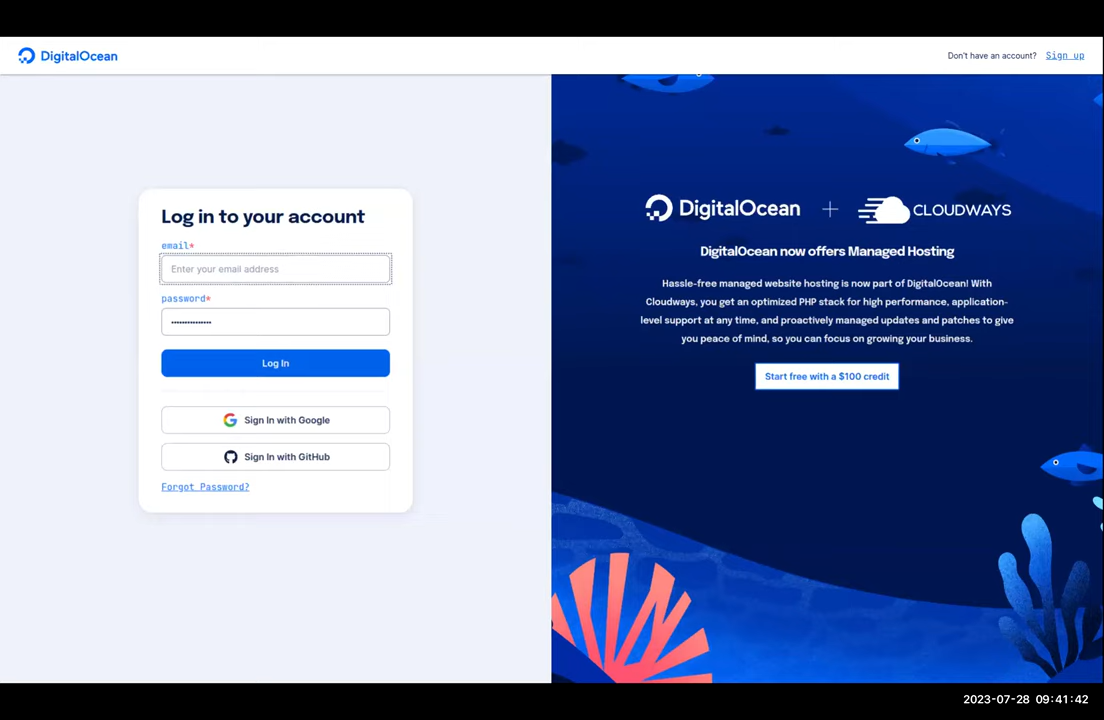 DigitalOcean
Don't have an account? Sign up
Log in to your account
email*
Enter your email address
password*
Log In
Sign In with Google
Sign In with GitHub
Forgot Password?
DigitalOcean + CLOUDWAYS
DigitalOcean now offers Managed Hosting
Hassle-free managed website hosting is now part of DigitalOcean! With
Cloudways, you get an optimized PHP stack for high performance, application-
level support at any time, and proactively managed updates and patches to give
you peace of mind, so you can focus on growing your business.
Start free with a $100 credit
2023-07-28 09:41:42